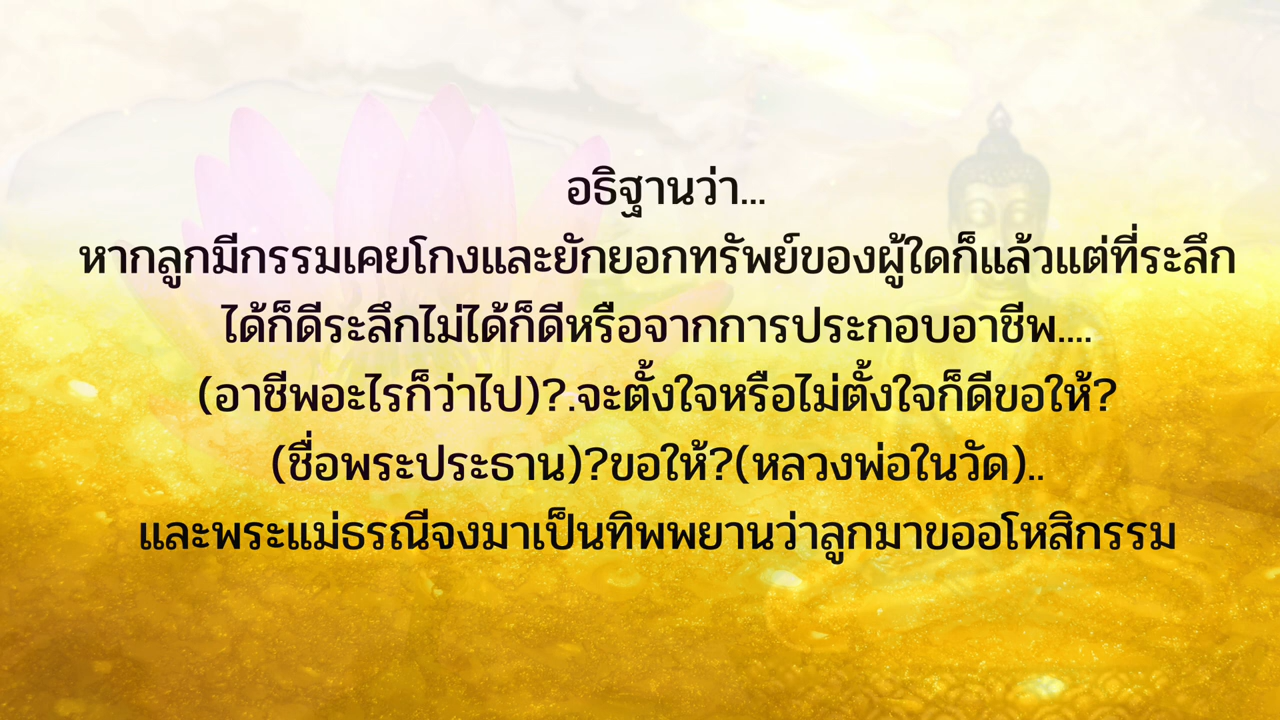 อธิฐานว่า...
หากลูกมีกรรมเคยโกงและยักยอกทรัพย์ของผู้ใดก็แล้วแต่ที่ระลึก
ได้ก็ดีระลึกไม่ได้ก็ดีหรือจากการประกอบอาชีพ....
(อาชีพอะไรก็ว่าไป)?.จะตั้งใจหรือไม่ตั้งใจก็ดีขอให้?
(ชื่อพระประธาน)?ขอให้?(หลวงพ่อในวัด)..
และพระแม่ธรณีจงมาเป็นทิพพยานว่าลูกมาขออโหสิกรรม